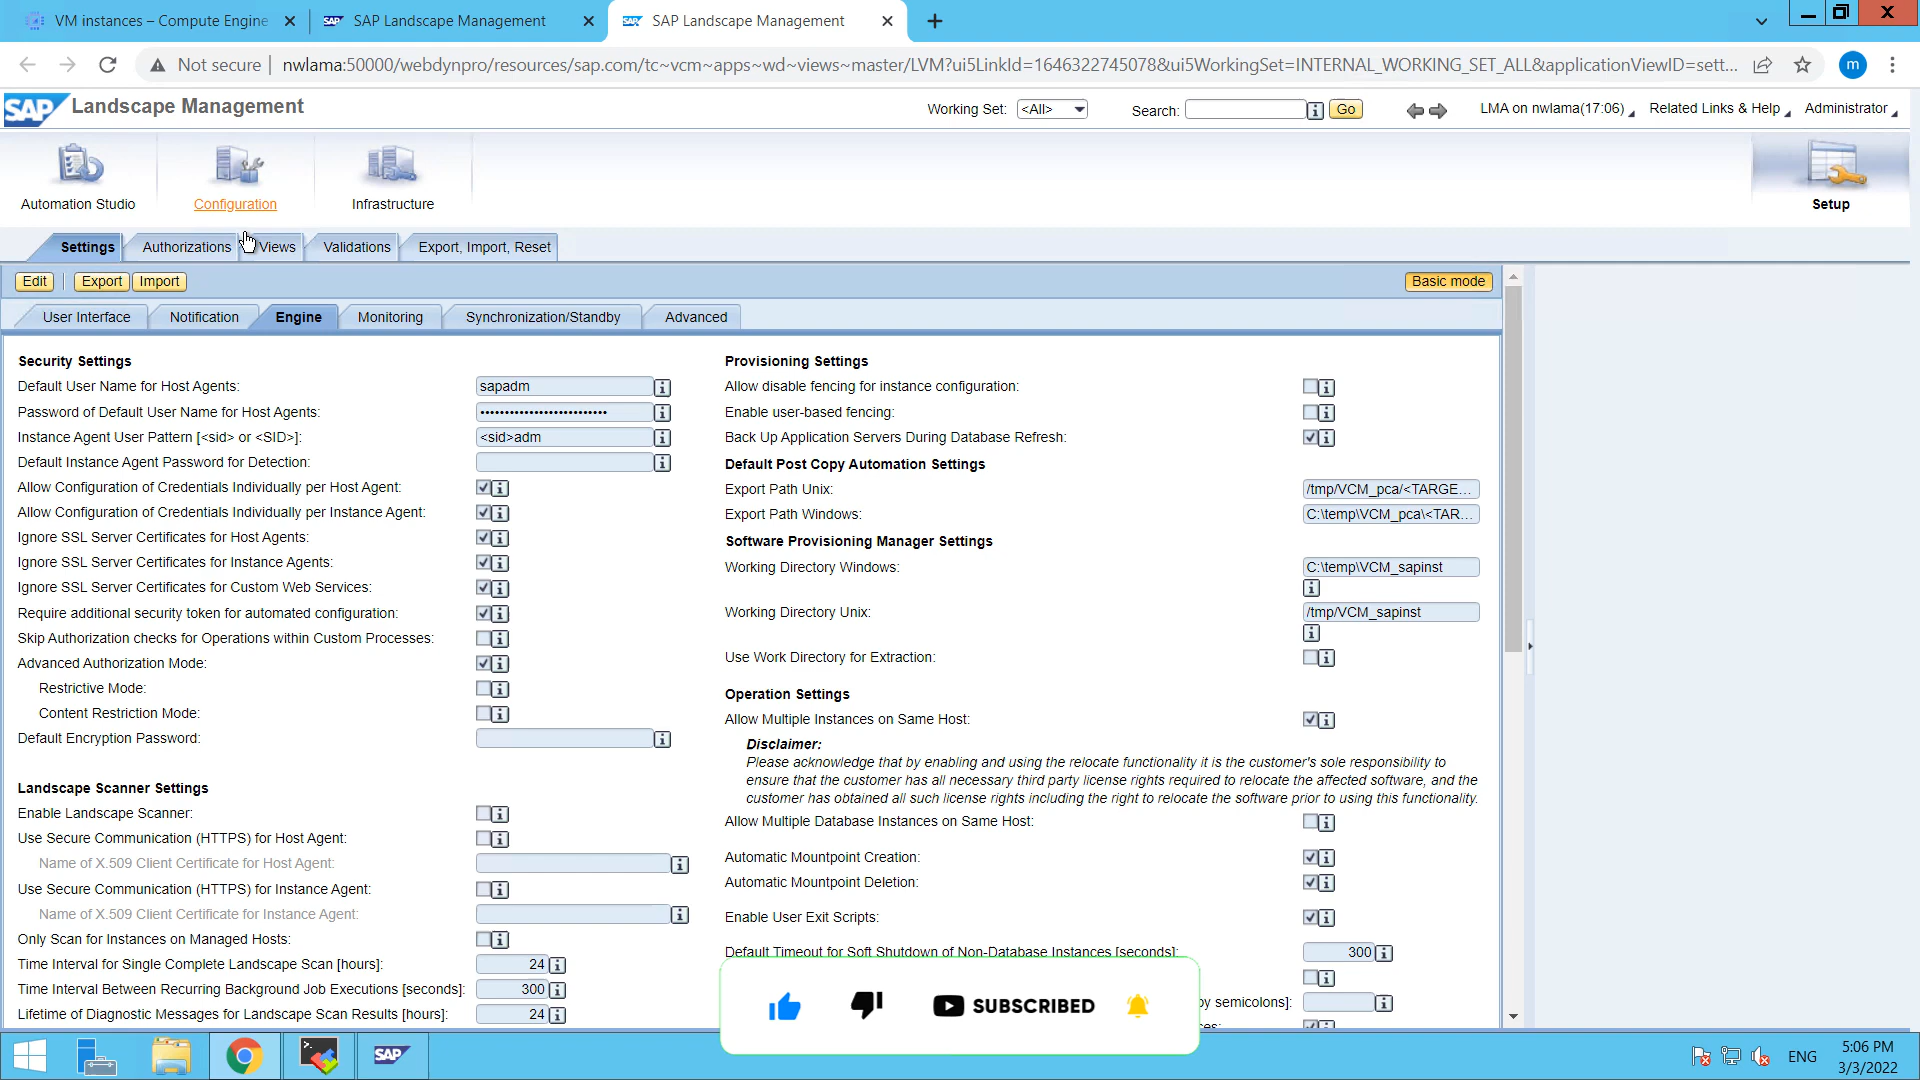 VM instances – Compute Engine
SAP Landscape Management
SAP Landscape Management
Not secure
nwlama:50000/webdynpro/resources/sap.com/tc~vcm~apps~wd~views~master/LVM?ui5LinkId=1646322745078&ui5WorkingSet=INTERNAL_WORKING_SET_ALL&applicationViewID=sett...
m
SAP Landscape Management
Working Set: <All>
Search: Go
LMA on nwlama(17:06)
Related Links & Help
Administrator
Automation Studio
Configuration
Infrastructure
Setup
Settings
Authorizations
Views
Validations
Export, Import, Reset
Edit
Export
Import
Basic mode
User Interface
Notification
Engine
Monitoring
Synchronization/Standby
Advanced
Security Settings
Default User Name for Host Agents: sapadm
Password of Default User Name for Host Agents:
Instance Agent User Pattern [<sid> or <SID>]: <sid>adm
Default Instance Agent Password for Detection:
Allow Configuration of Credentials Individually per Host Agent:
Allow Configuration of Credentials Individually per Instance Agent:
Ignore SSL Server Certificates for Host Agents:
Ignore SSL Server Certificates for Instance Agents:
Ignore SSL Server Certificates for Custom Web Services:
Require additional security token for automated configuration:
Skip Authorization checks for Operations within Custom Processes:
Advanced Authorization Mode:
Restrictive Mode:
Content Restriction Mode:
Default Encryption Password:
Landscape Scanner Settings
Enable Landscape Scanner:
Use Secure Communication (HTTPS) for Host Agent:
Name of X.509 Client Certificate for Host Agent:
Use Secure Communication (HTTPS) for Instance Agent:
Name of X.509 Client Certificate for Instance Agent:
Only Scan for Instances on Managed Hosts:
Time Interval for Single Complete Landscape Scan [hours]: 24
Time Interval Between Recurring Background Job Executions [seconds]: 300
Lifetime of Diagnostic Messages for Landscape Scan Results [hours]: 24
Provisioning Settings
Allow disable fencing for instance configuration:
Enable user-based fencing:
Back Up Application Servers During Database Refresh:
Default Post Copy Automation Settings
Export Path Unix: /tmp/VCM_pca/<TARGE...
Export Path Windows: C:\temp\VCM_pca\<TAR...
Software Provisioning Manager Settings
Working Directory Windows: C:\temp\VCM_sapinst
Working Directory Unix: /tmp/VCM_sapinst
Use Work Directory for Extraction:
Operation Settings
Allow Multiple Instances on Same Host:
Disclaimer:
Please acknowledge that by enabling and using the relocate functionality it is the customer's sole responsibility to
ensure that the customer has all necessary third party license rights required to relocate the affected software, and the
customer has obtained all such license rights including the right to relocate the software prior to using this functionality.
Allow Multiple Database Instances on Same Host:
Automatic Mountpoint Creation:
Automatic Mountpoint Deletion:
Enable User Exit Scripts:
Default Timeout for Soft Shutdown of Non-Database Instances [seconds]: 300
by semicolons]:
SUBSCRIBED
SAP
ENG
5:06 PM
3/3/2022